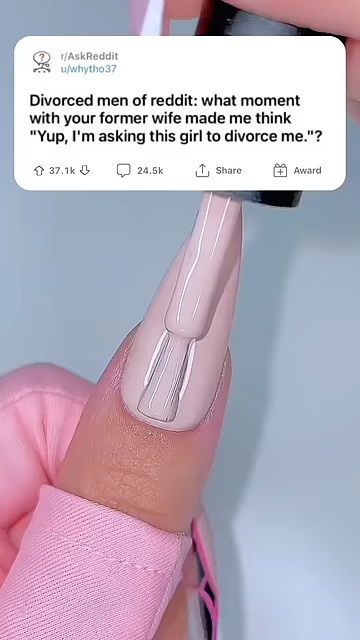 r/AskReddit
u/whytho37
Divorced men of reddit: what moment
with your former wife made me think
"Yup, I'm asking this girl to divorce me."?
37.1k
24.5k
Share
Award